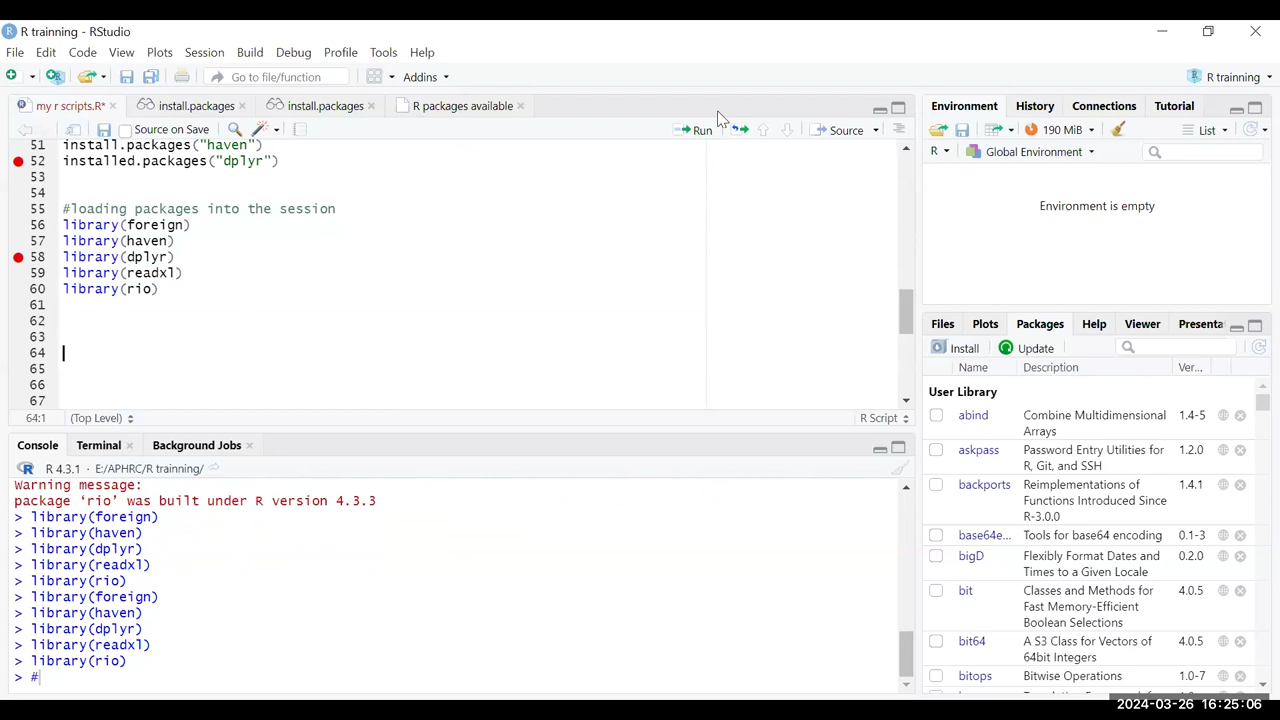 R trainning - RStudio
File Edit Code View Plots Session Build Debug Profile Tools Help
Go to file/function Addins R trainning
my r scripts.R* install.packages install.packages R packages available
Source on Save Run Source
51 install.packages("haven")
52 installed.packages("dplyr")
53
54
55 #loading packages into the session
56 library(foreign)
57 library(haven)
58 library(dplyr)
59 library(readxl)
60 library(rio)
61
62
63
64
65
66
67
64:1 (Top Level) R Script
Console Terminal Background Jobs
R 4.3.1 · E:/APHRC/R trainning/
Warning message:
package ‘rio’ was built under R version 4.3.3
> library(foreign)
> library(haven)
> library(dplyr)
> library(readxl)
> library(rio)
> library(foreign)
> library(haven)
> library(dplyr)
> library(readxl)
> library(rio)
> #
Environment History Connections Tutorial
190 MiB List
R Global Environment
Environment is empty
Files Plots Packages Help Viewer Presenta
Install Update
Name Description Ver...
User Library
abind Combine Multidimensional 1.4-5
Arrays
askpass Password Entry Utilities for 1.2.0
R, Git, and SSH
backports Reimplementations of 1.4.1
Functions Introduced Since
R-3.0.0
base64e... Tools for base64 encoding 0.1-3
bigD Flexibly Format Dates and 0.2.0
Times to a Given Locale
bit Classes and Methods for 4.0.5
Fast Memory-Efficient
Boolean Selections
bit64 A S3 Class for Vectors of 4.0.5
64bit Integers
bitops Bitwise Operations 1.0-7
2024-03-26 16:25:06